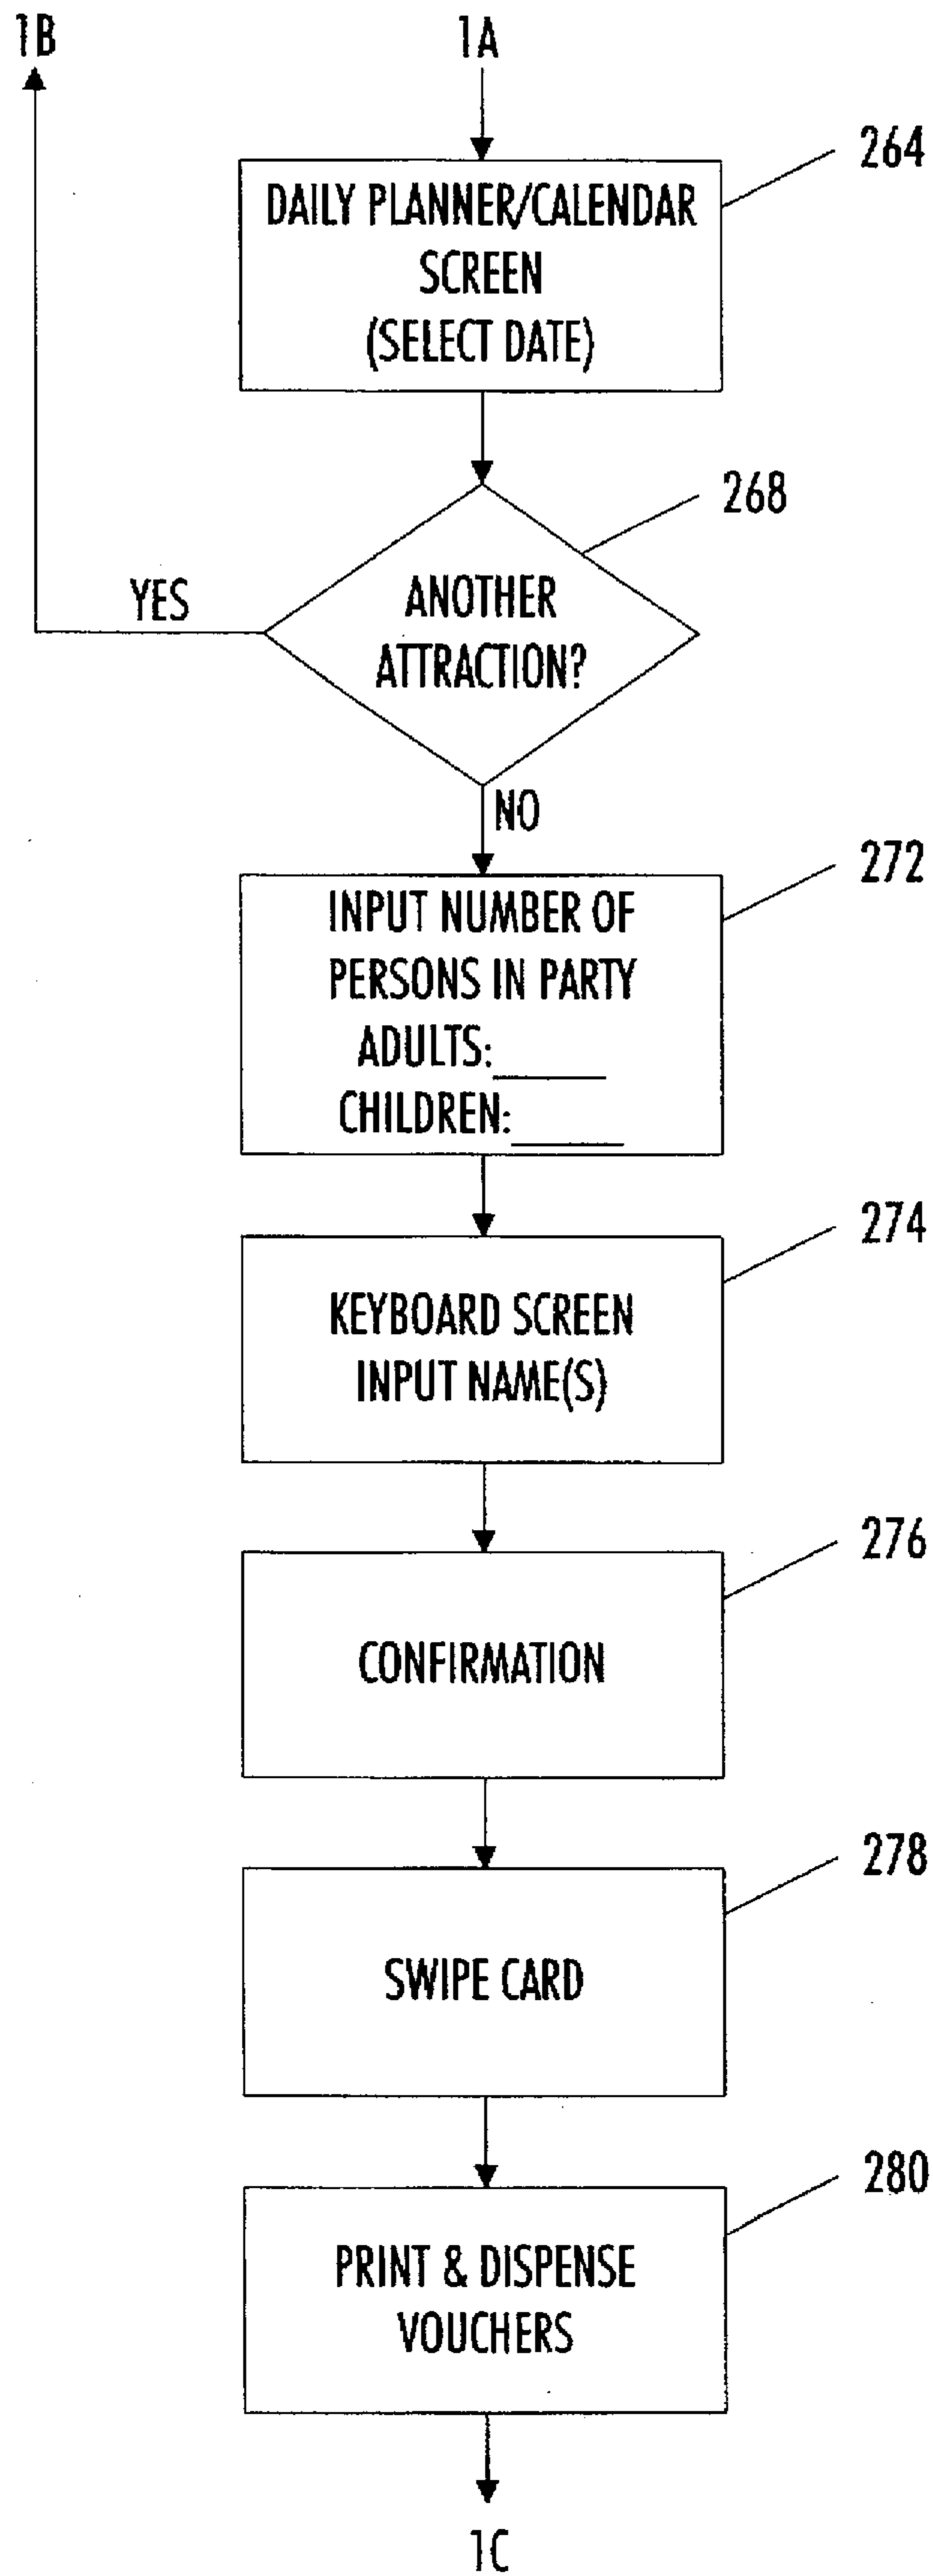 1B
1A
264
DAILY PLANNER/CALENDAR
SCREEN
(SELECT DATE)
268
YES
ANOTHER
ATTRACTION?
NO
272
INPUT NUMBER OF
PERSONS IN PARTY
ADULTS:______
CHILDREN:______
274
KEYBOARD SCREEN
INPUT NAME(S)
276
CONFIRMATION
278
SWIPE CARD
280
PRINT & DISPENSE
VOUCHERS
1C